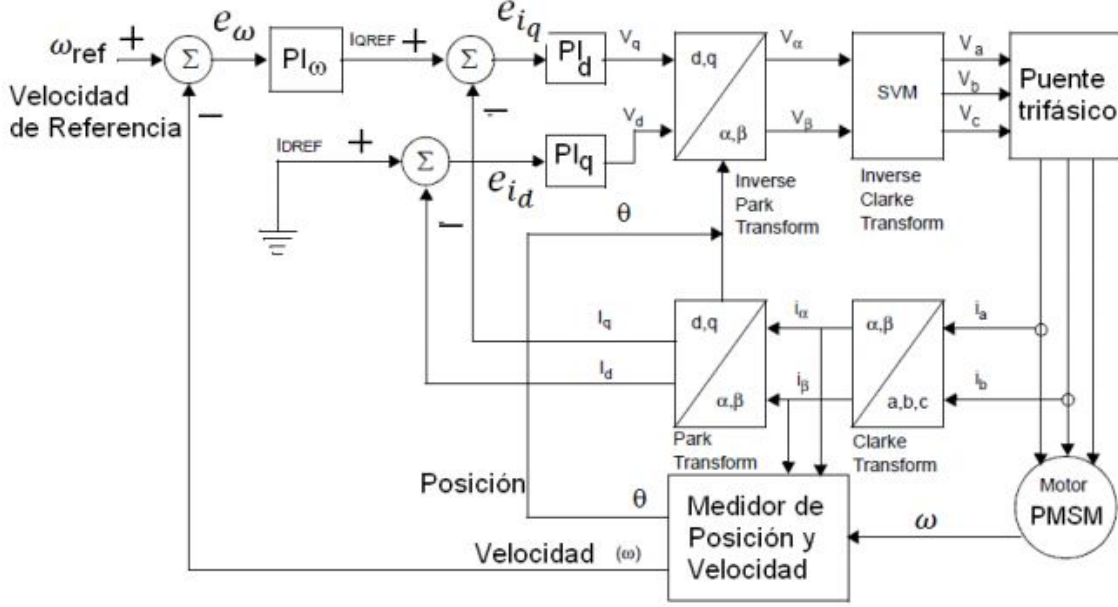 ω_ref
+
Σ
−
Velocidad
de Referencia
e_ω
PI_ω
I_QREF
+
Σ
−
e_iq
PI_d
V_q
d,q
α,β
V_α
V_β
Inverse
Park
Transform
SVM
Inverse
Clarke
Transform
V_a
V_b
V_c
Puente
trifásico
I_DREF
+
Σ
−
e_id
PI_q
V_d
θ
I_q
I_d
d,q
α,β
Park
Transform
i_α
i_β
α,β
a,b,c
Clarke
Transform
i_a
i_b
Motor
PMSM
ω
Medidor de
Posición y
Velocidad
Posición
θ
Velocidad (ω)